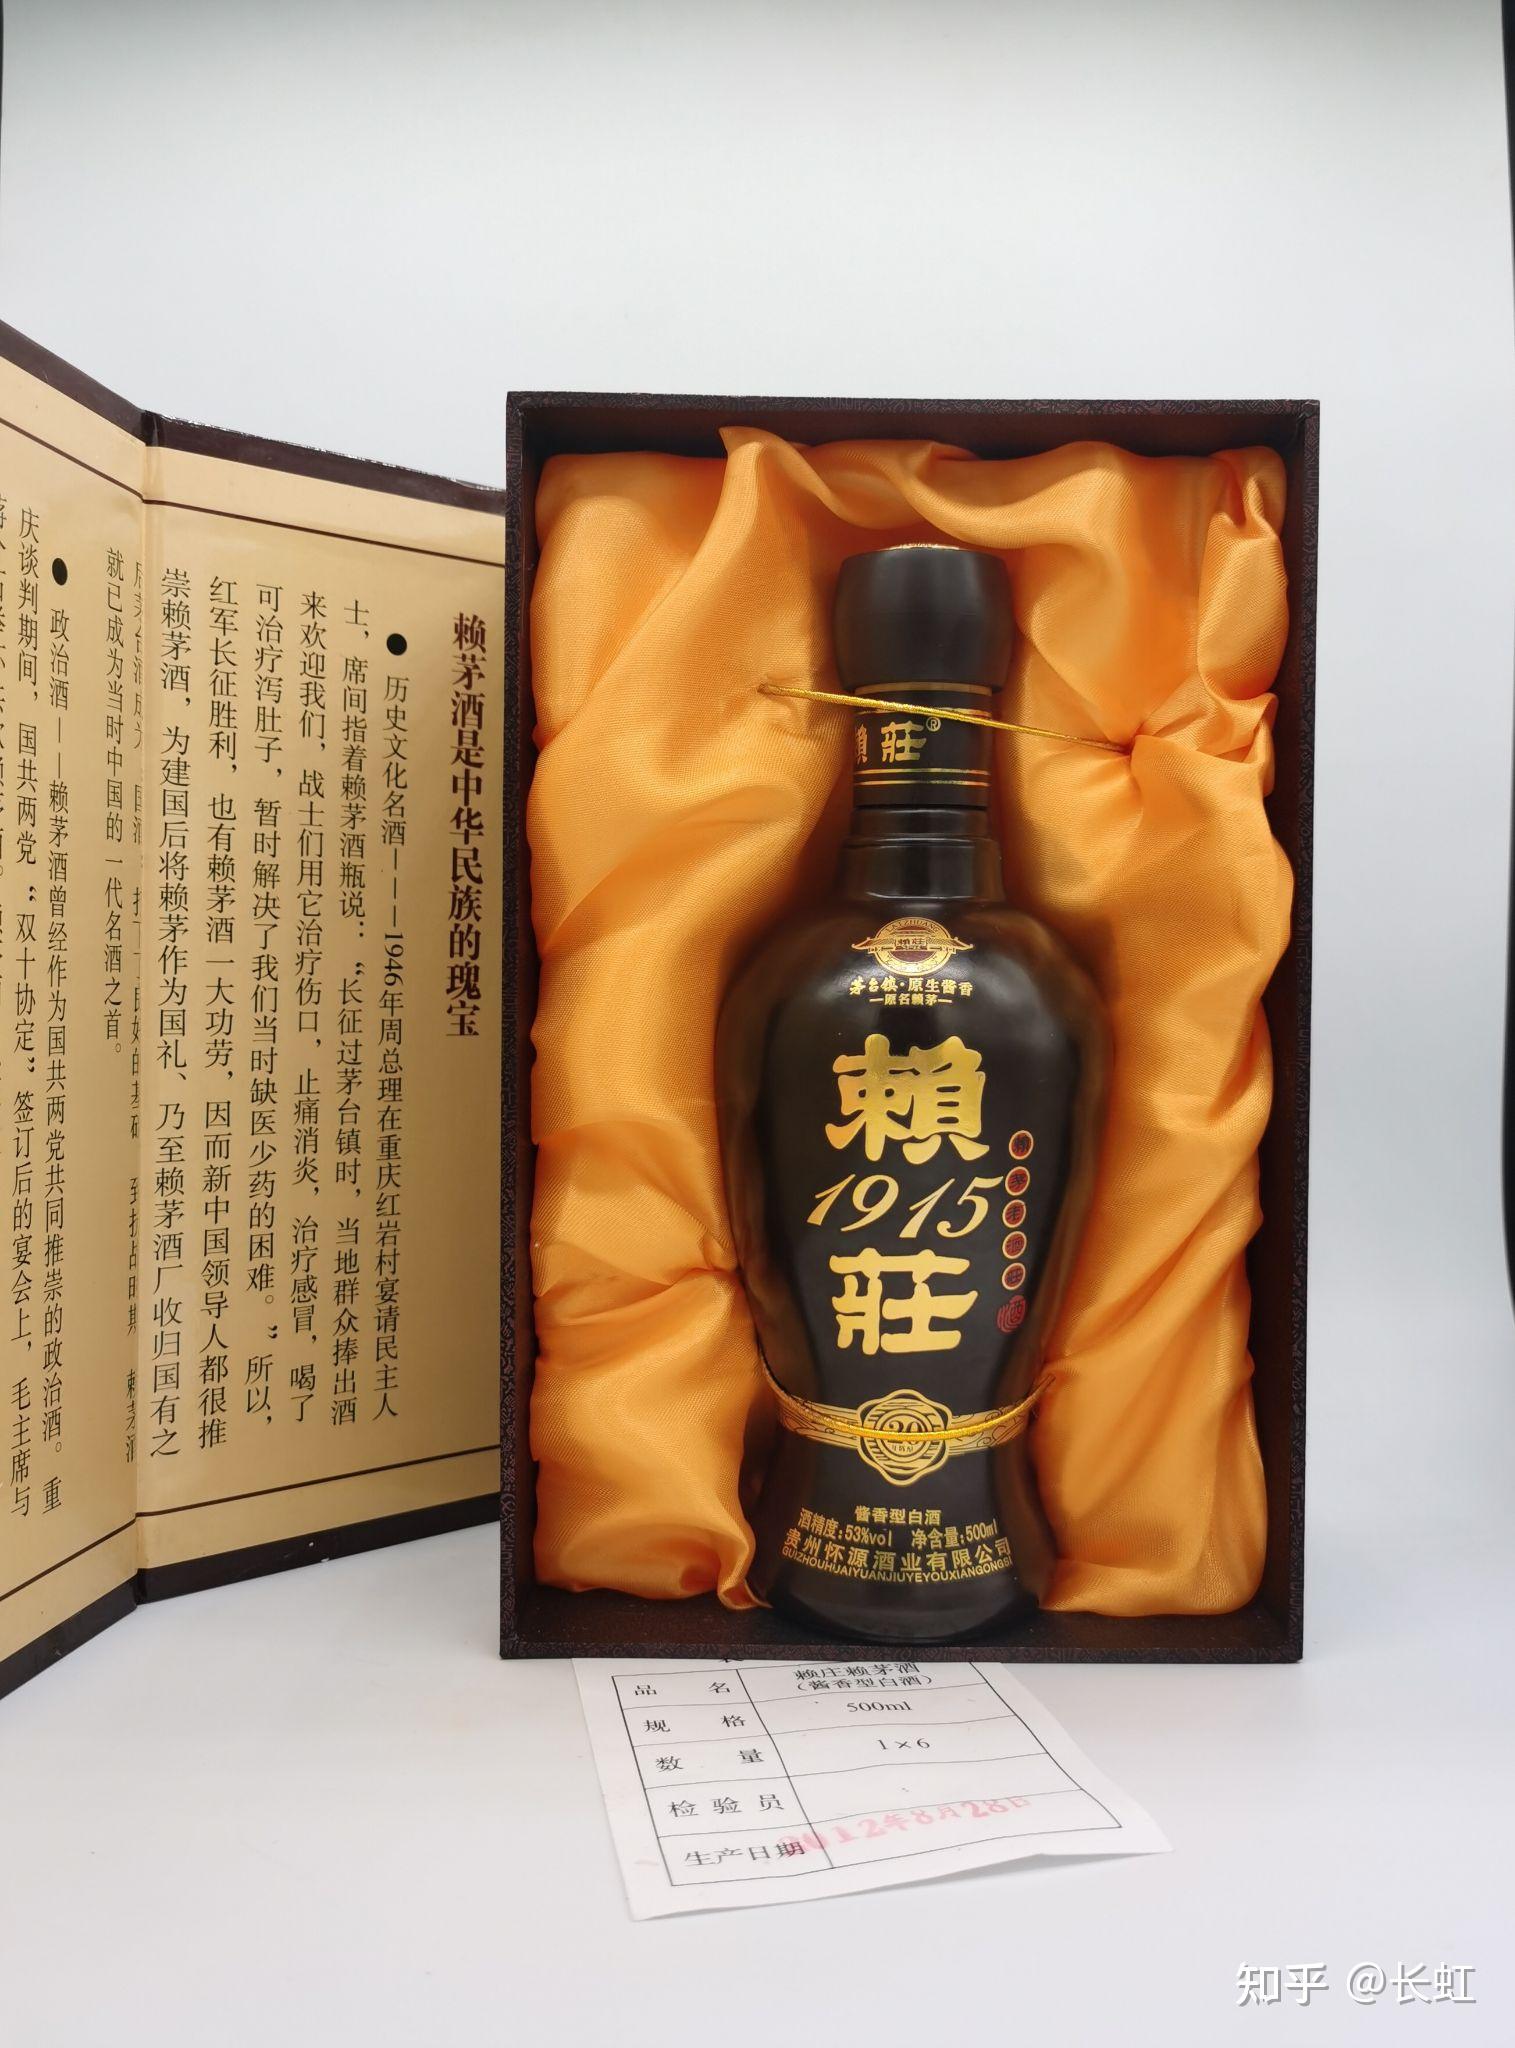 赖茅酒是中华民族的瑰宝
● 历史文化名酒———1946年周总理在重庆红岩村宴请民主人
士，席间指着赖茅酒瓶说：“长征过茅台镇时，当地群众捧出酒
来欢迎我们，战士们用它治疗伤口，止痛消炎，治疗感冒，喝了
可治疗泻肚子，暂时解决了我们当时缺医少药的困难。”所以，
红军长征胜利，也有赖茅酒一大功劳，因而新中国领导人都很推
崇赖茅酒，为建国后将赖茅作为国礼、乃至赖茅酒厂收归国有之
就已成为当时中国的一代名酒之首。
● 政治酒——赖茅酒曾经作为国共两党共同推崇的政治酒。重
庆谈判期间，国共两党“双十协定”签订后的宴会上，毛主席与
賴莊®
LAIZHUANG
賴莊
茅台镇·原生酱香
—原名赖茅—
賴
1915
莊
赖茅老酒莊
酒
20
年陈酿
酱香型白酒
酒精度:53%vol 净含量:500ml
贵州怀源酒业有限公司
GUIZHOUHUAIYUANJIUYEYOUXIANGONGSI
品名 赖庄赖茅酒
（酱香型白酒）
规格 500ml
数量 1×6
检验员
生产日期 2012年8月28日
知乎 @长虹